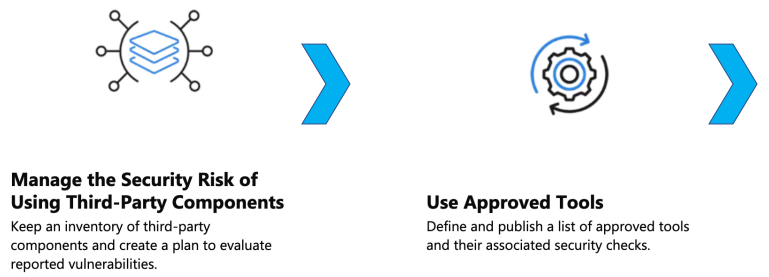 Manage the Security Risk of
Using Third-Party Components
Keep an inventory of third-party
components and create a plan to evaluate
reported vulnerabilities.
Use Approved Tools
Define and publish a list of approved tools
and their associated security checks.